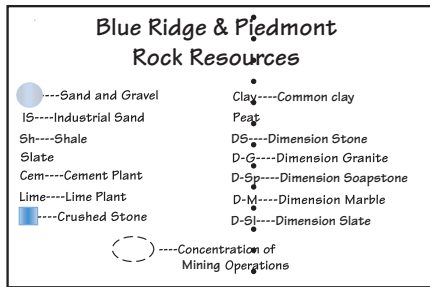 Blue Ridge & Piedmont
Rock Resources
----Sand and Gravel
IS----Industrial Sand
Sh----Shale
Slate
Cem----Cement Plant
Lime----Lime Plant
----Crushed Stone
Clay----Common clay
Peat
DS----Dimension Stone
D-G----Dimension Granite
D-Sp----Dimension Soapstone
D-M----Dimension Marble
D-Sl----Dimension Slate
----Concentration of
Mining Operations